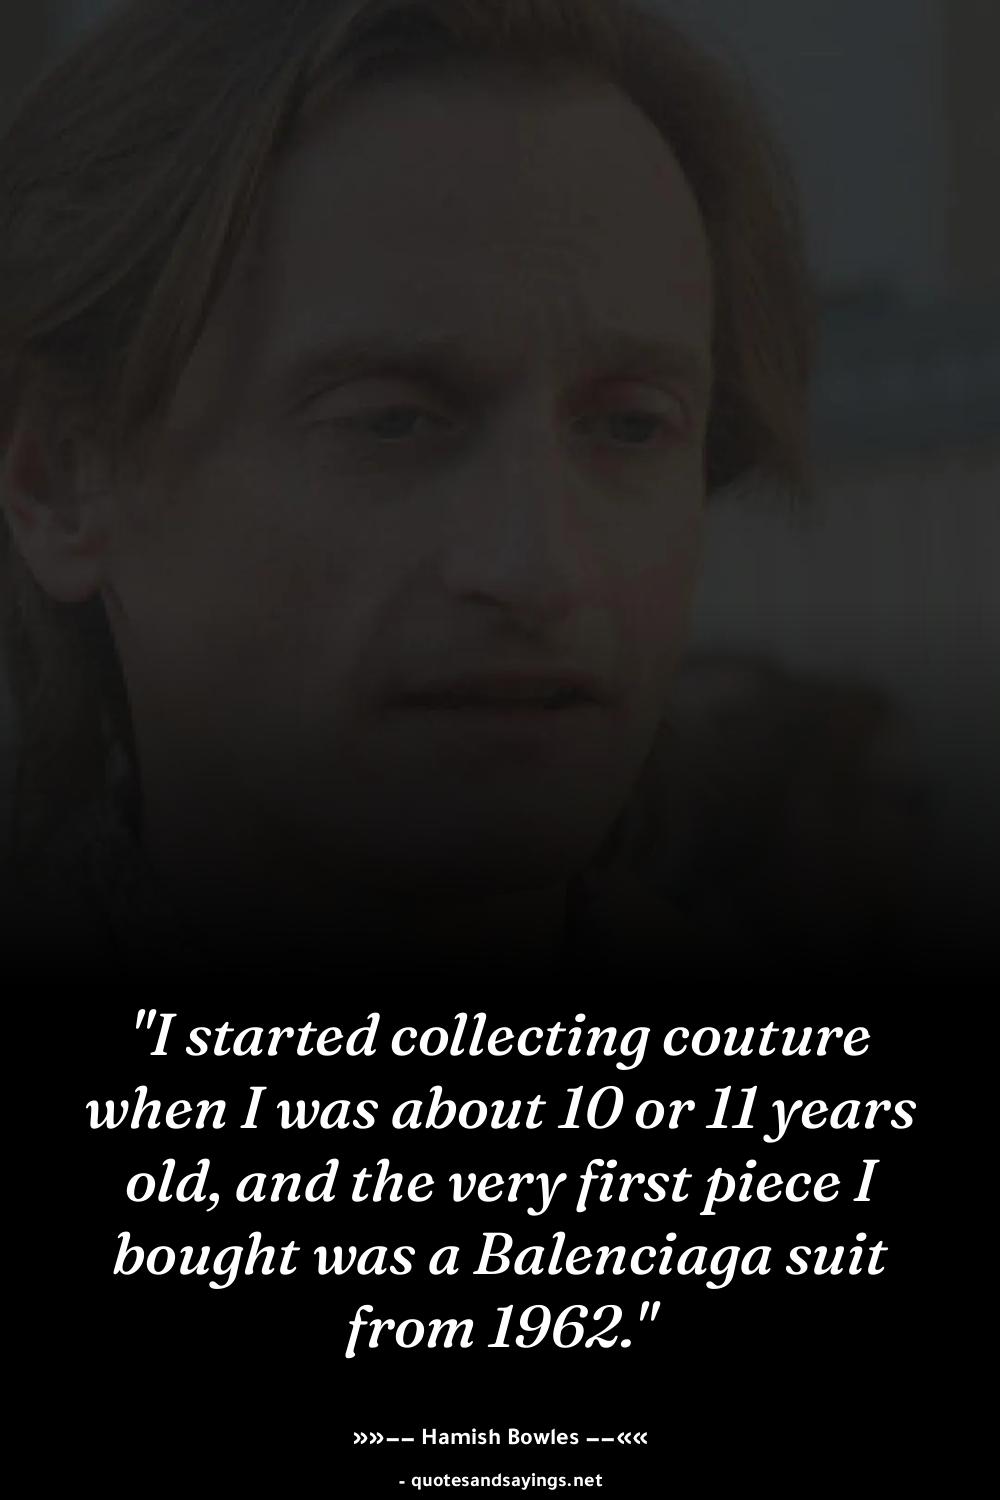 "I started collecting couture
when I was about 10 or 11 years
old, and the very first piece I
bought was a Balenciaga suit
from 1962."
»»−− Hamish Bowles −−««
- quotesandsayings.net